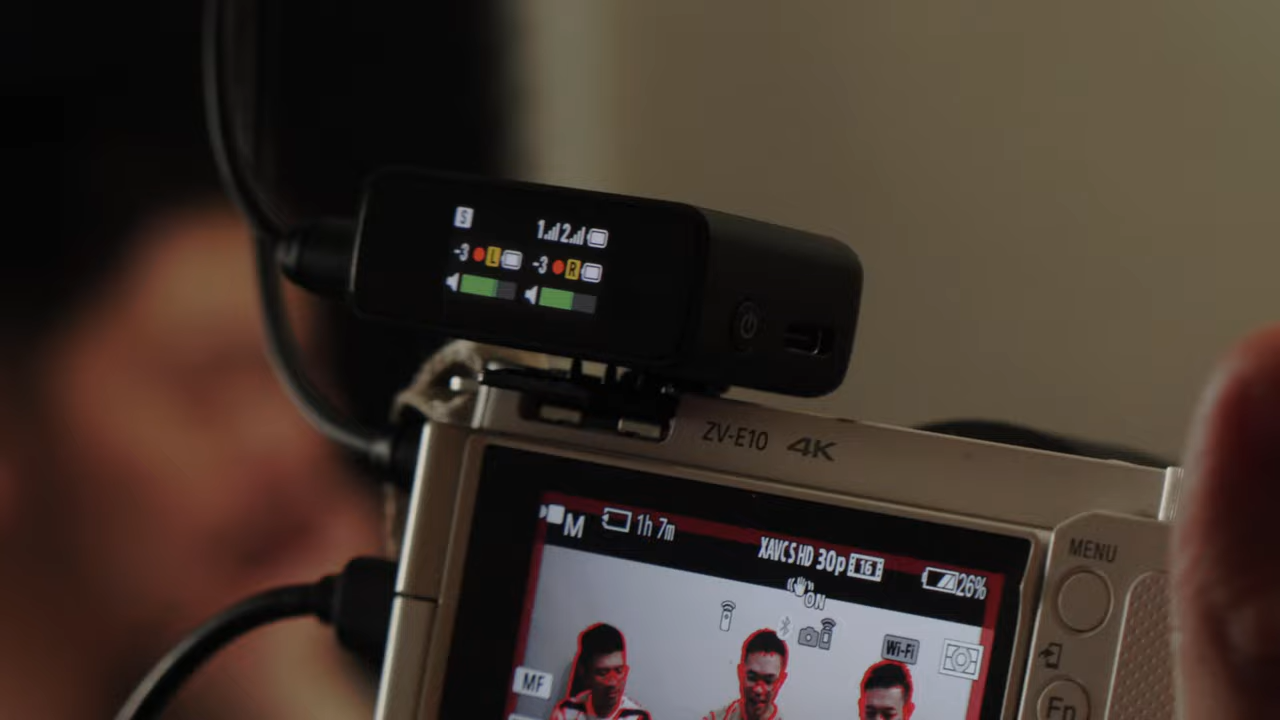 S 1 2
-3 L -3 R
ZV-E10 4K
M 1h 7m XAVC S HD 30p 16 26%
ON
MENU
Wi-Fi
MF
Fn